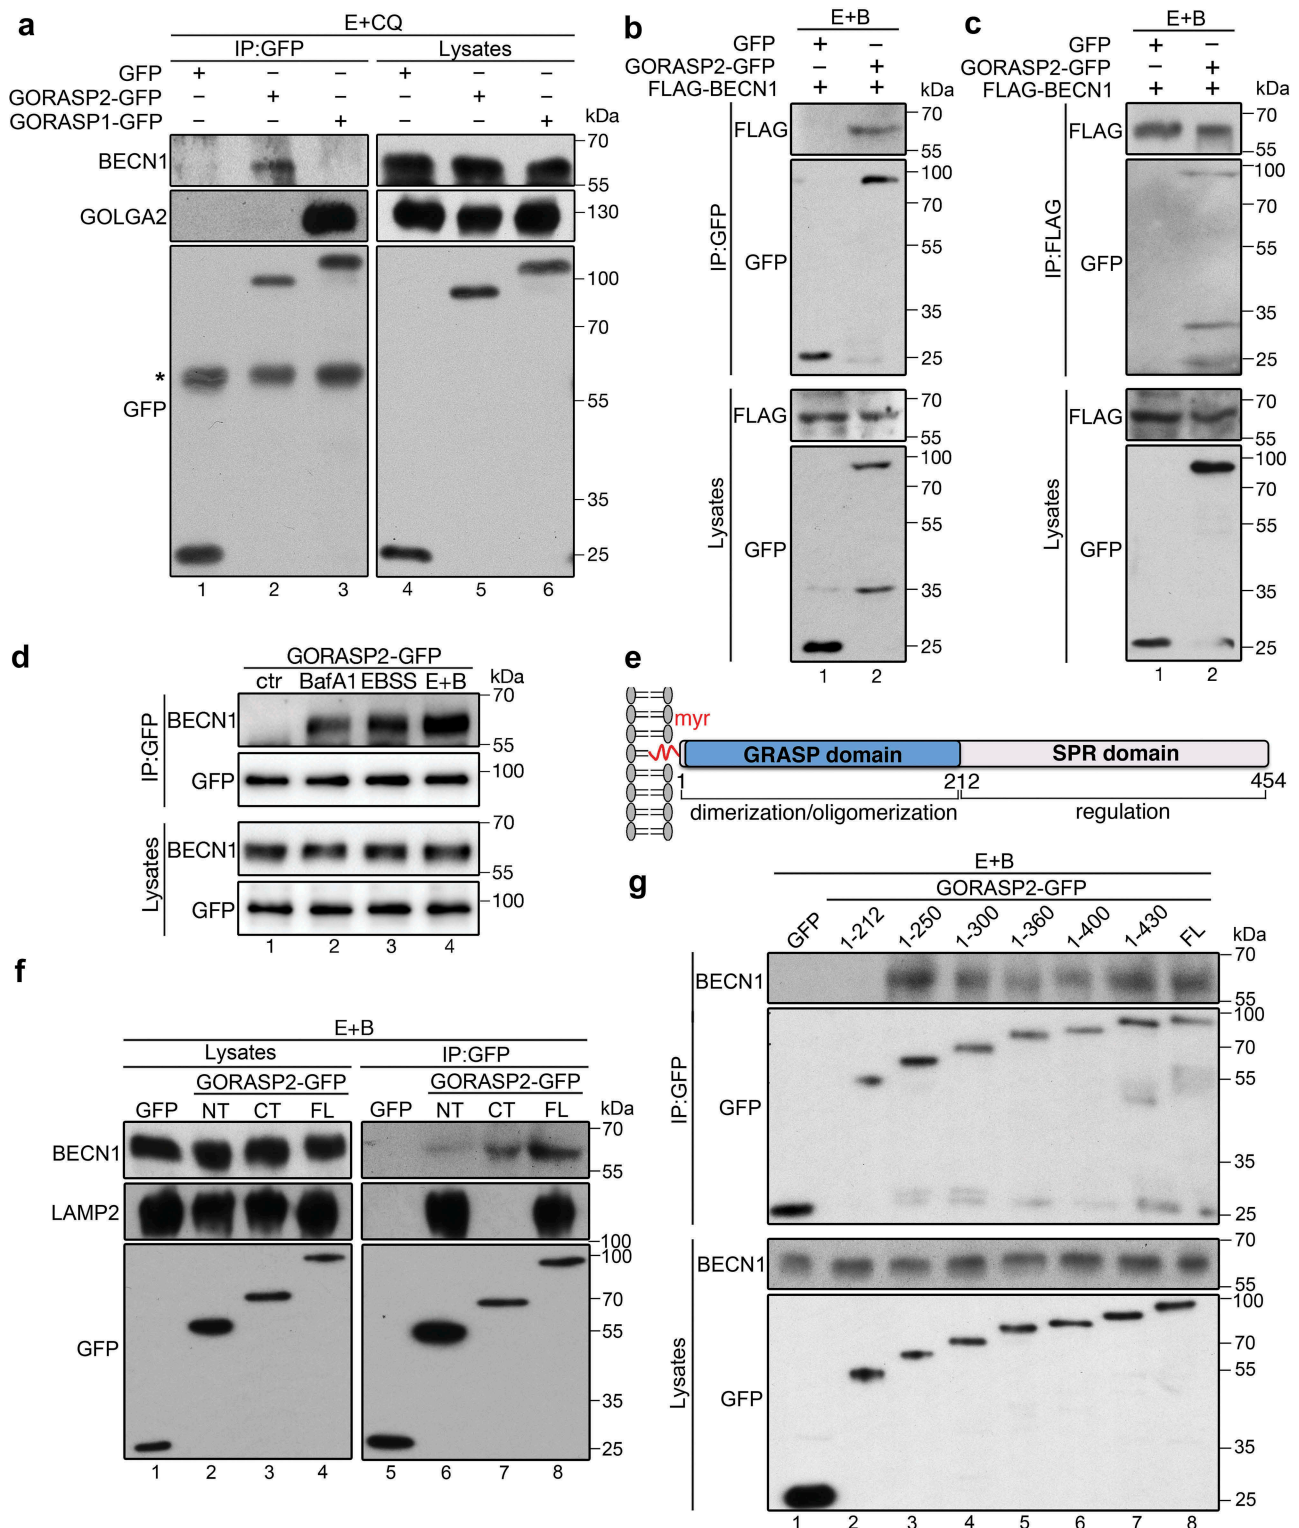 a
E+CQ
IP:GFP Lysates
GFP + – – + – –
GORASP2-GFP – + – – + –
GORASP1-GFP – – + – – +
kDa
BECN1
70
55
GOLGA2
130
100
70
* 
GFP
55
35
25
1 2 3 4 5 6
b
E+B
GFP + –
GORASP2-GFP – +
FLAG-BECN1 + +
kDa
IP:GFP
FLAG
70
55
GFP
100
70
55
35
25
Lysates
FLAG
70
55
GFP
100
70
55
35
25
1 2
c
E+B
GFP + –
GORASP2-GFP – +
FLAG-BECN1 + +
kDa
IP:FLAG
FLAG
70
55
GFP
100
70
55
35
25
Lysates
FLAG
70
55
GFP
100
70
55
35
25
1 2
d
GORASP2-GFP
ctr BafA1 EBSS E+B
kDa
IP:GFP
BECN1
70
55
GFP
100
Lysates
BECN1
70
55
GFP
100
1 2 3 4
e
myr
GRASP domain SPR domain
1 212 454
dimerization/oligomerization regulation
f
E+B
Lysates IP:GFP
GORASP2-GFP GORASP2-GFP
GFP NT CT FL GFP NT CT FL
kDa
BECN1
70
55
LAMP2
100
GFP
100
70
55
35
25
1 2 3 4 5 6 7 8
g
E+B
GORASP2-GFP
GFP 1-212 1-250 1-300 1-360 1-400 1-430 FL
kDa
IP:GFP
BECN1
70
55
GFP
100
70
55
35
25
Lysates
BECN1
70
55
GFP
100
70
55
35
25
1 2 3 4 5 6 7 8